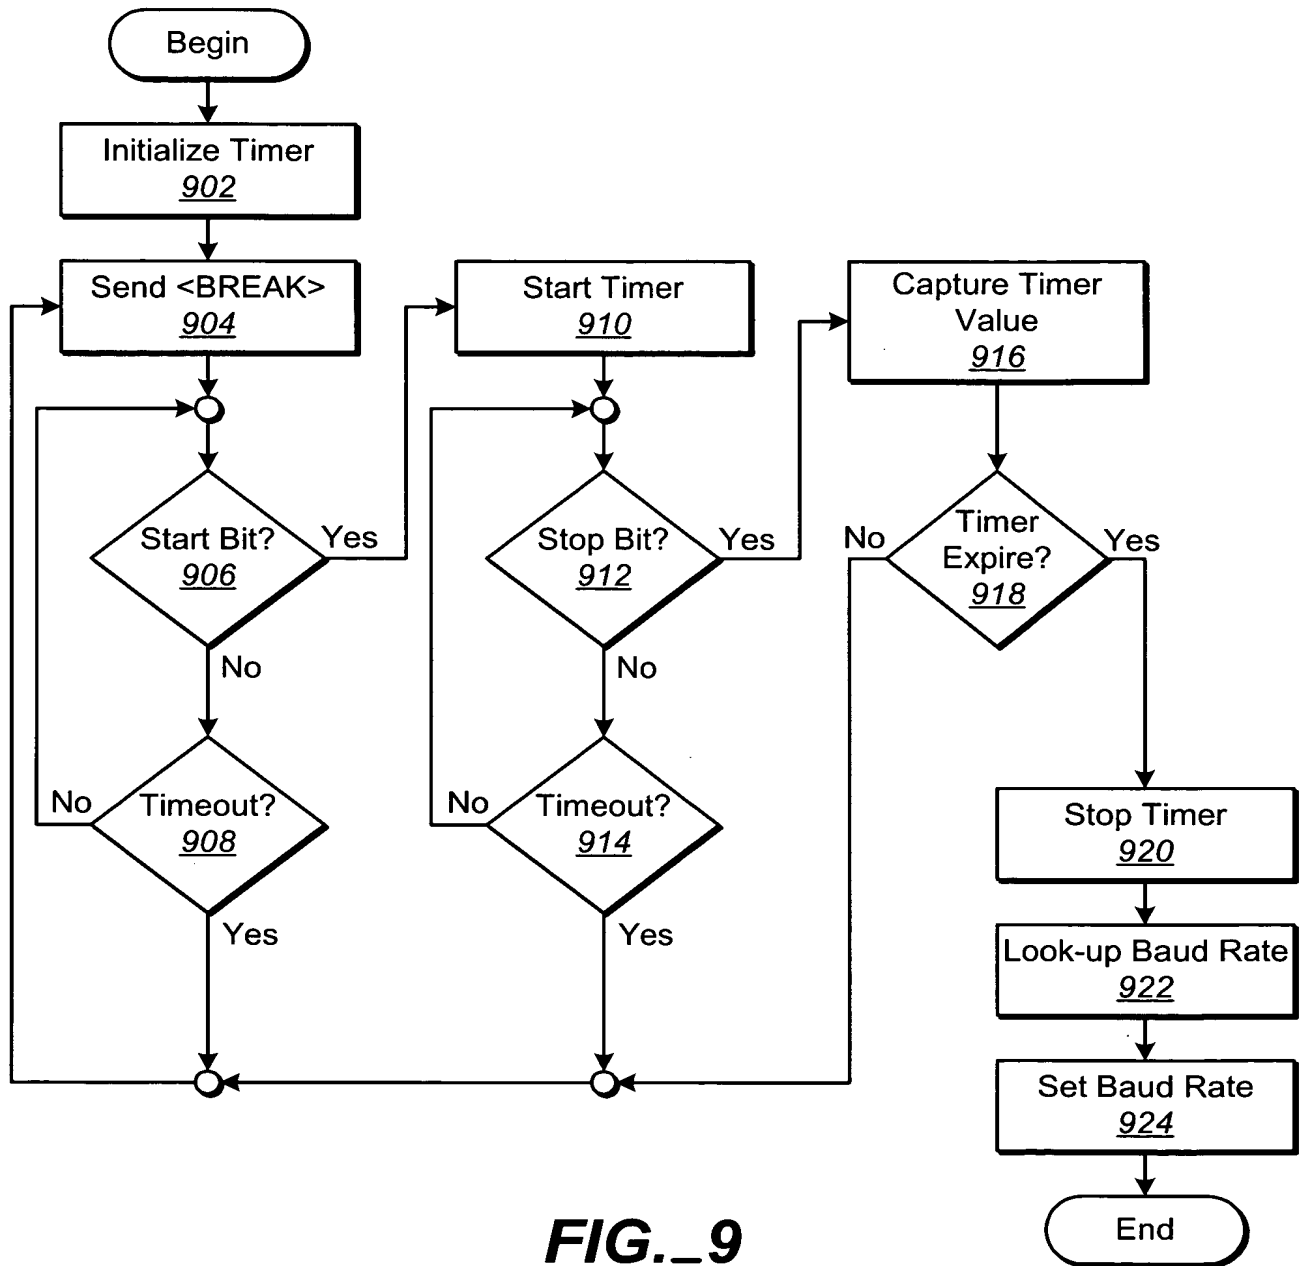 Begin
Initialize Timer
902
Send <BREAK>
904
Start Bit?
906
Yes
No
Timeout?
908
No
Yes
Start Timer
910
Stop Bit?
912
Yes
No
Timeout?
914
No
Yes
Capture Timer
Value
916
Timer
Expire?
918
No
Yes
Stop Timer
920
Look-up Baud Rate
922
Set Baud Rate
924
End
FIG._9